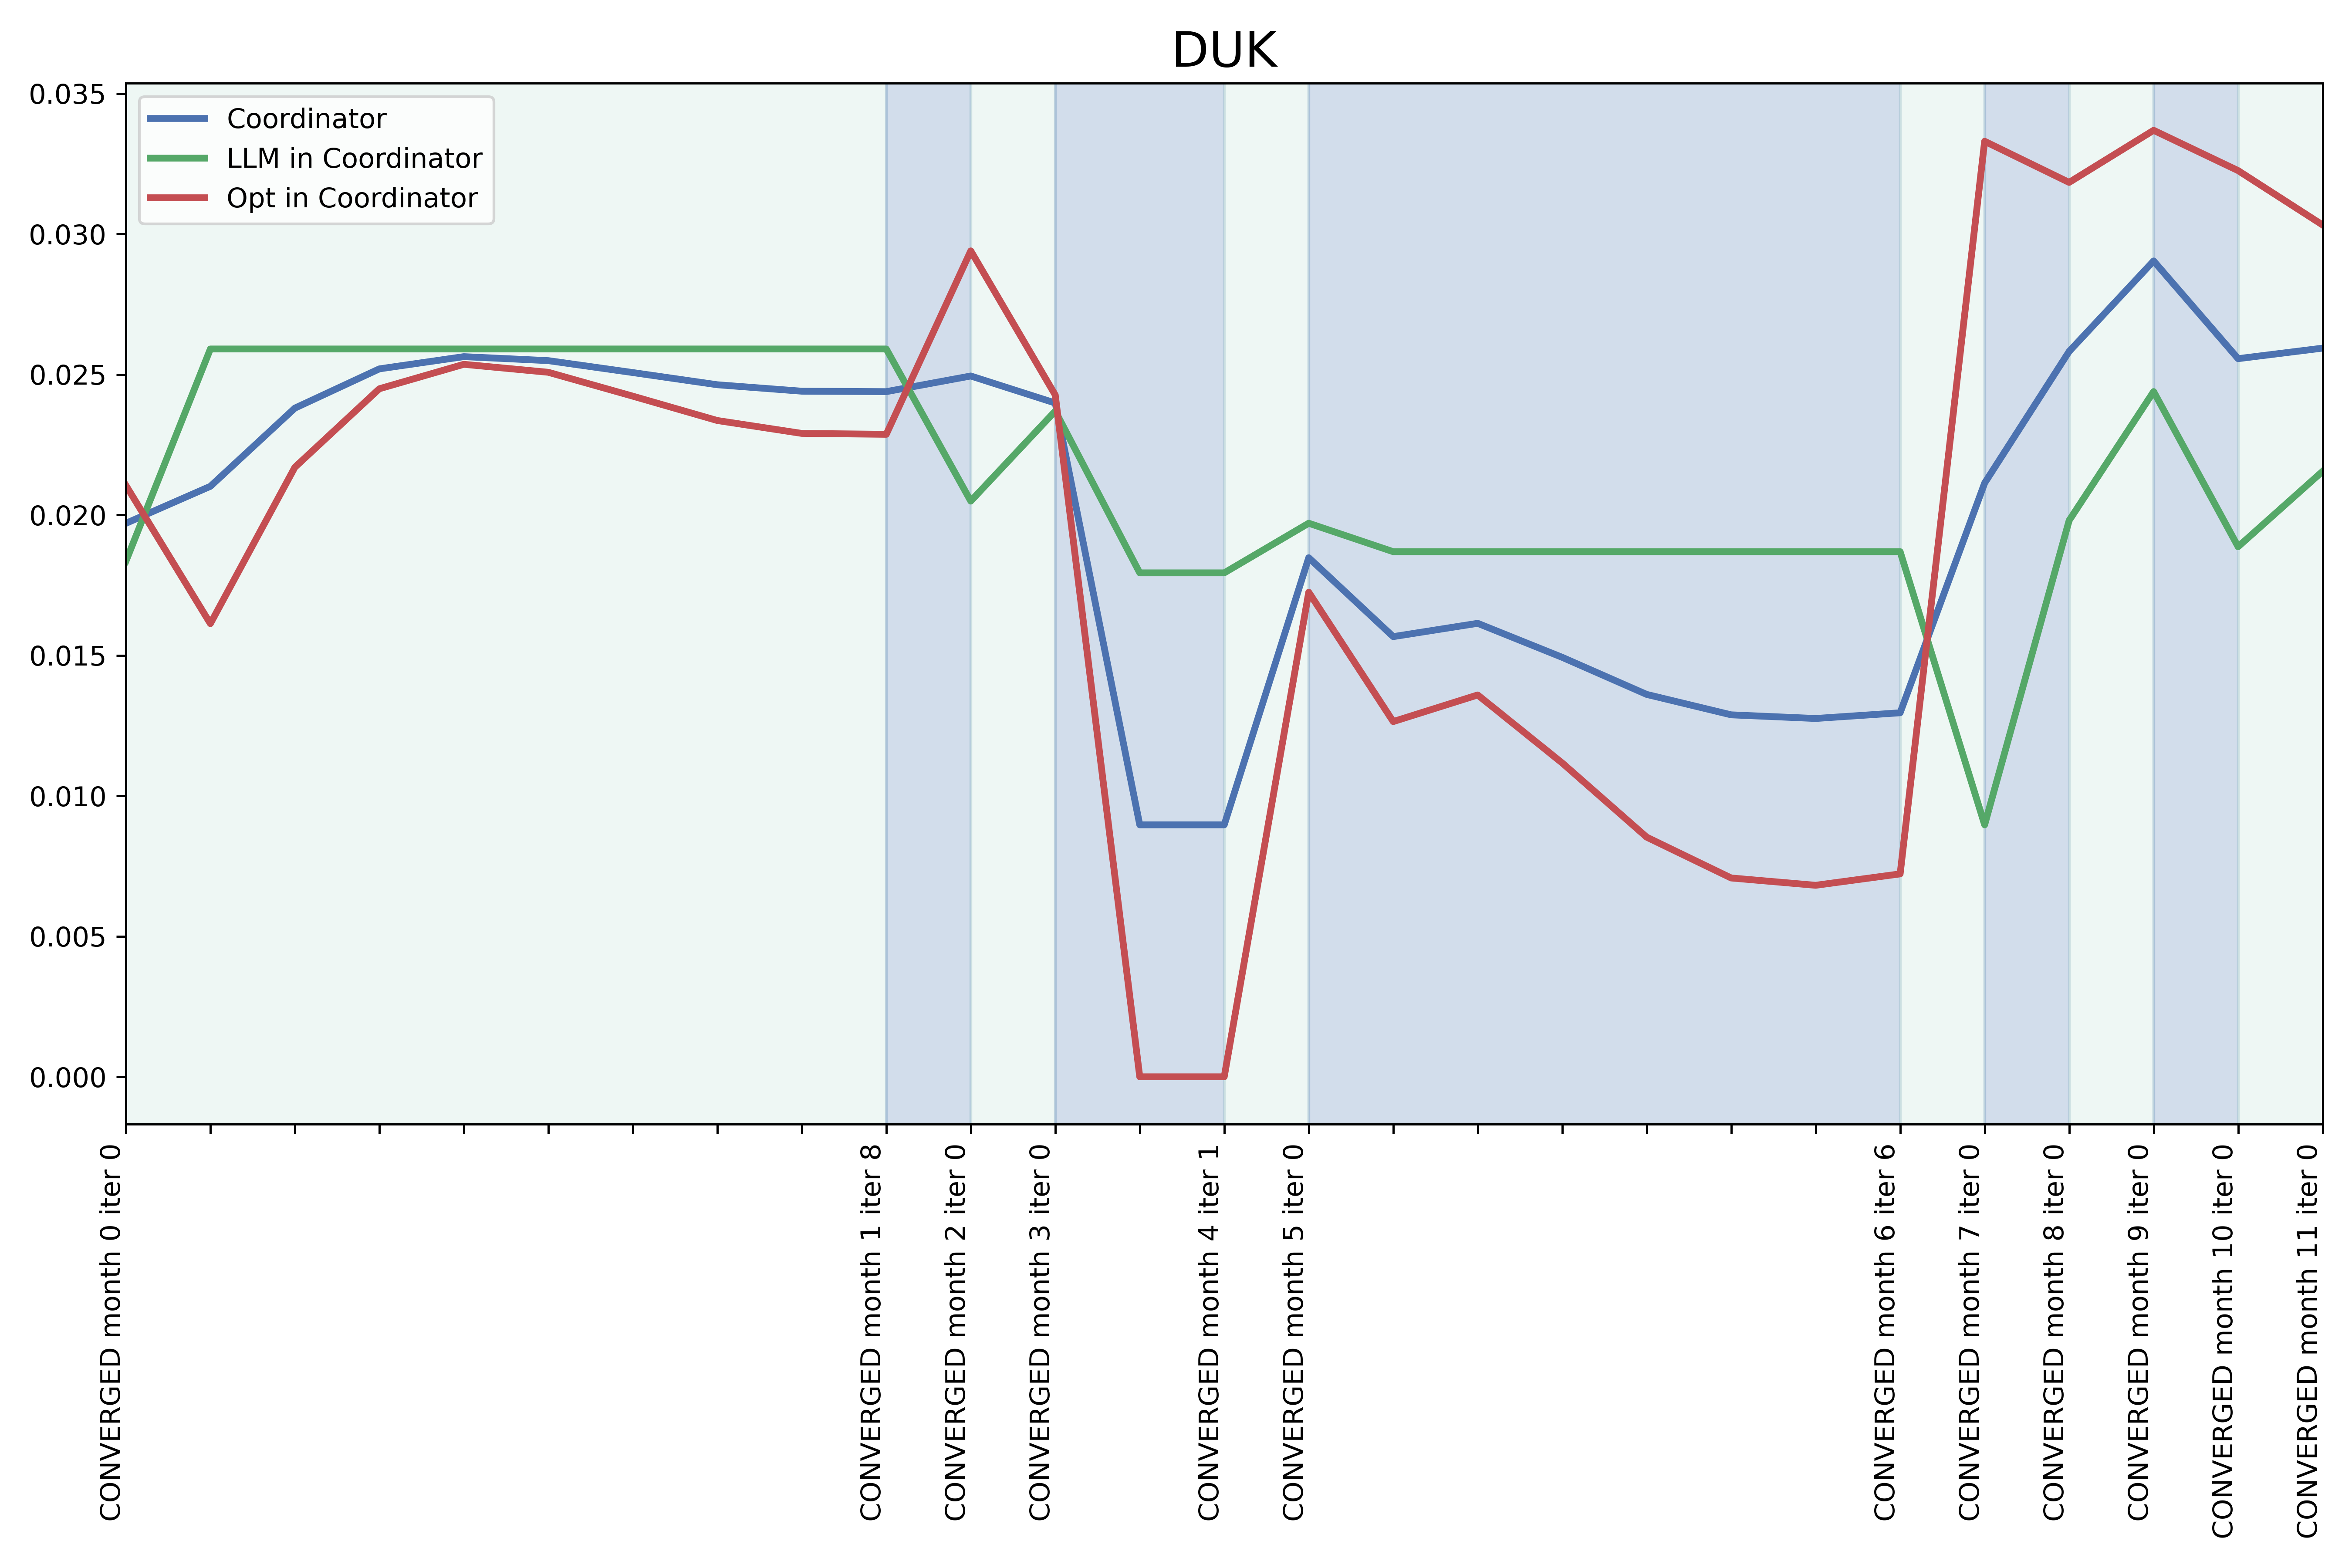 DUK
Coordinator
LLM in Coordinator
Opt in Coordinator
0.035
0.030
0.025
0.020
0.015
0.010
0.005
0.000
CONVERGED month 0 iter 0
CONVERGED month 1 iter 8
CONVERGED month 2 iter 0
CONVERGED month 3 iter 0
CONVERGED month 4 iter 1
CONVERGED month 5 iter 0
CONVERGED month 6 iter 6
CONVERGED month 7 iter 0
CONVERGED month 8 iter 0
CONVERGED month 9 iter 0
CONVERGED month 10 iter 0
CONVERGED month 11 iter 0